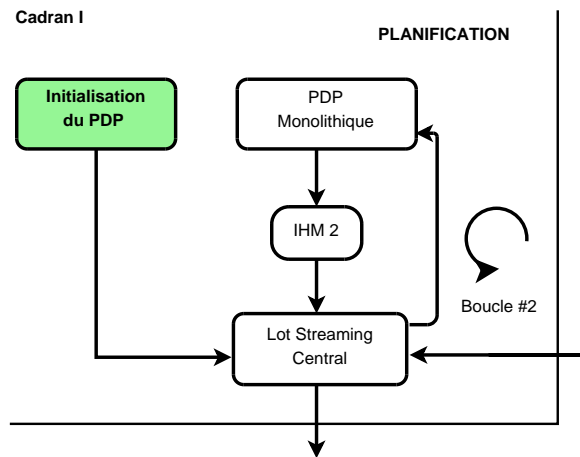 Cadran I
PLANIFICATION
Initialisation
du PDP
PDP
Monolithique
IHM 2
Boucle #2
Lot Streaming
Central